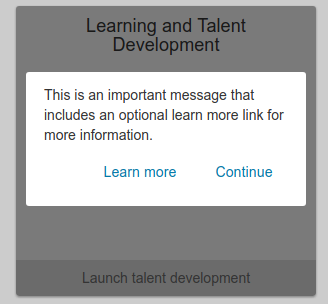 Learning and Talent
Development
This is an important message that
includes an optional learn more link for
more information.
Learn more Continue
Launch talent development